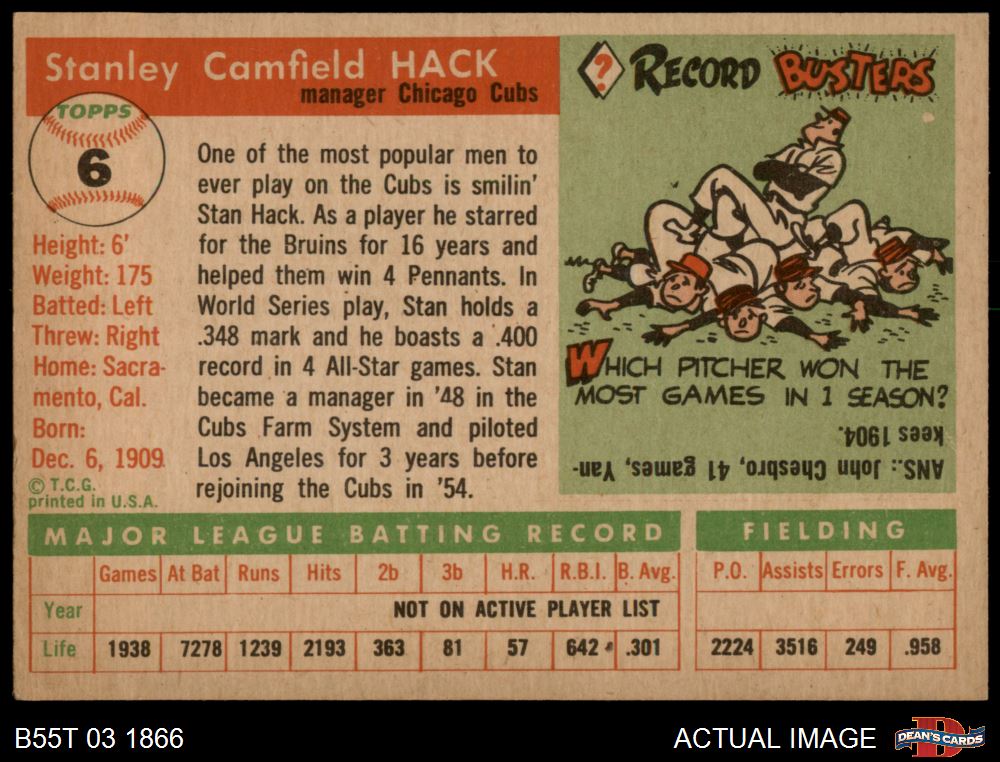 Stanley Camfield HACK
manager Chicago Cubs
TOPPS
6
Height: 6'
Weight: 175
Batted: Left
Threw: Right
Home: Sacra-
mento, Cal.
Born:
Dec. 6, 1909
© T.C.G.
printed in U.S.A.
One of the most popular men to
ever play on the Cubs is smilin'
Stan Hack. As a player he starred
for the Bruins for 16 years and
helped them win 4 Pennants. In
World Series play, Stan holds a
.348 mark and he boasts a .400
record in 4 All-Star games. Stan
became a manager in '48 in the
Cubs Farm System and piloted
Los Angeles for 3 years before
rejoining the Cubs in '54.
? RECORD BUSTERS
WHICH PITCHER WON THE
MOST GAMES IN 1 SEASON?
ANS.: John Chesbro, 41 games, Yan-
kees 1904.
MAJOR LEAGUE BATTING RECORD
Games At Bat Runs Hits 2b 3b H.R. R.B.I. B. Avg.
Year NOT ON ACTIVE PLAYER LIST
Life 1938 7278 1239 2193 363 81 57 642 .301
FIELDING
P.O. Assists Errors F. Avg.
2224 3516 249 .958
B55T 03 1866
ACTUAL IMAGE
DEAN'S CARDS